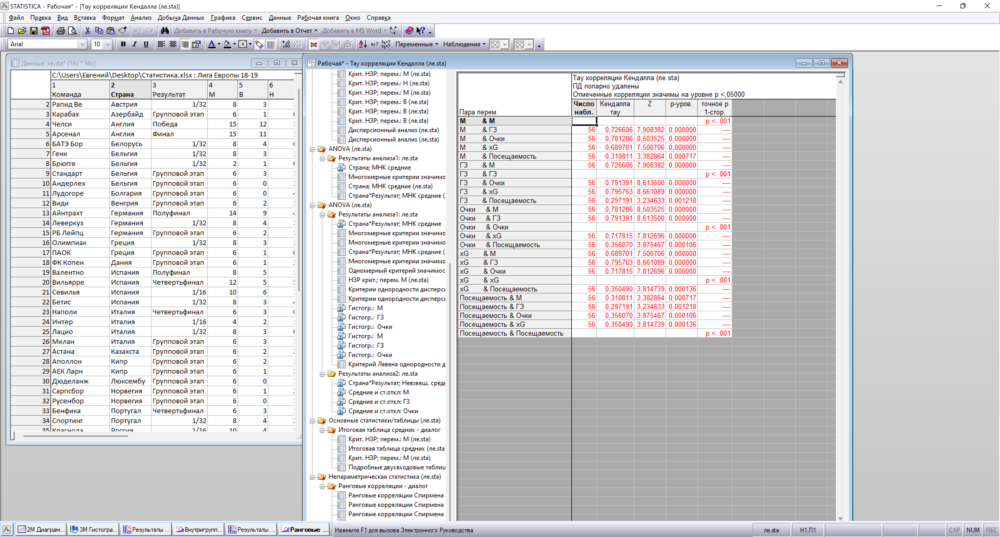 STATISTICA - Рабочая* - [Тау корреляции Кендалла (ле.sta)]
Файл Правка Вид Вставка Формат Анализ Добыча Данных Графика Сервис Данные Рабочая книга Окно Справка
Добавить в Рабочую книгу Добавить в Отчет Добавить в MS Word
Arial 10 Переменные Наблюдения
Данные: ле.sta* (16v * 56c)
C:\Users\Евгений\Desktop\Статистика.xlsx : Лига Европы 18-19
1 2 3 4 5 6
Команда Страна Результат М В Н
2 Рапид Ве Австрия 1/32 8 3
3 Карабах Азербайд Групповой этап 6 1
4 Челси Англия Победа 15 12
5 Арсенал Англия Финал 15 11
6 БАТЭ Бор Белорусь 1/32 8 4
7 Генк Бельгия 1/32 8 3
8 Брюгге Бельгия 1/32 2 1
9 Стандарт Бельгия Групповой этап 6 3
10 Андерлех Бельгия Групповой этап 6 0
11 Лудогоре Болгария Групповой этап 6 0
12 Види Венгрия Групповой этап 6 2
13 Айнтрахт Германия Полуфинал 14 9
14 Леверкуз Германия 1/32 8 4
15 РБ Лейпц Германия Групповой этап 6 2
16 Олимпиак Греция 1/32 8 3
17 ПАОК Греция Групповой этап 6 1
18 ФК Копен Дания Групповой этап 6 1
19 Валентно Испания Полуфинал 8 5
20 Вильярре Испания Четвертьфинал 12 5
21 Севилья Испания 1/16 10 6
22 Бетис Испания 1/32 8 3
23 Наполи Италия Четвертьфинал 6 3
24 Интер Италия 1/16 4 2
25 Лацио Италия 1/32 8 3
26 Милан Италия Групповой этап 6 3
27 Астана Казахста Групповой этап 6 2
28 Аполлон Кипр Групповой этап 6 2
29 АЕК Ларн Кипр Групповой этап 6 1
30 Дюделанж Люксембу Групповой этап 6 0
31 Сарпсбор Норвегия Групповой этап 6 1
32 Русенбор Норвегия Групповой этап 6 0
33 Бенфика Португал Четвертьфинал 6 3
34 Спортинг Португал 1/32 8 4
35 Краснода Россия 1/16 10 4
Рабочая* - Тау корреляции Кендалла (ле.sta)
Крит. НЗР; перем.: М (ле.sta)
Крит. НЗР; перем.: Н (ле.sta)
Крит. НЗР; перем.: М (ле.sta)
Крит. НЗР; перем.: В (ле.sta)
Крит. НЗР; перем.: В (ле.sta)
Крит. НЗР; перем.: В (ле.sta)
Дисперсионный анализ (ле.sta)
Дисперсионный анализ (ле.sta)
ANOVA (ле.sta)
Результаты анализа1: ле.sta
Страна; МНК средние
Многомерные критерии значимо
Страна; МНК средние (ле.sta)
Страна*Результат; МНК средние (
ANOVA (ле.sta)
Результаты анализа1: ле.sta
Страна*Результат; МНК средние
Многомерные критерии значимо
Многомерные критерии значимо
Страна*Результат; МНК средние (
Многомерные критерии значимо
Одномерный критерий значимос
НЗР крит.; перем. М (ле.sta)
Критерии однородности дисперс
Критерии однородности дисперс
Гистогр.: М
Гистогр.: ГЗ
Гистогр.: Очки
Гистогр.: М
Гистогр.: ГЗ
Гистогр.: Очки
Критерий Левена однородности д
Результаты анализа2: ле.sta
Страна*Результат; Невзвеш. сред
Средние и ст.откл: М
Средние и ст.откл: ГЗ
Средние и ст.откл: Очки
Основные статистики/таблицы (ле.sta)
Итоговая таблица средних - диалог
Крит. НЗР; перем.: М (ле.sta)
Итоговая таблица средних (ле.sta
Крит. НЗР; перем.: М (ле.sta)
Подробные двухвходовые таблиц
Непараметрическая статистика (ле.sta)
Ранговые корреляции - диалог
Ранговые корреляции Спирмена
Ранговые корреляции Спирмена
Ранговые корреляции Спирмена
Тау корреляции Кендалла (ле.sta)
ПД попарно удалены
Отмеченные корреляции значимы на уровне p <,05000
Пара перем. Число набл. Кендалла тау Z p-уров. точное p 1-стор.
М & М p < .001
М & ГЗ 56 0,726606 7,908382 0,000000 ----
М & Очки 56 0,781286 8,503525 0,000000 ----
М & xG 56 0,689701 7,506706 0,000000 ----
М & Посещаемость 56 0,310811 3,382864 0,000717 ----
ГЗ & М 56 0,726606 7,908382 0,000000 ----
ГЗ & ГЗ p < .001
ГЗ & Очки 56 0,791391 8,613500 0,000000 ----
ГЗ & xG 56 0,795763 8,661089 0,000000 ----
ГЗ & Посещаемость 56 0,297191 3,234633 0,001218 ----
Очки & М 56 0,781286 8,503525 0,000000 ----
Очки & ГЗ 56 0,791391 8,613500 0,000000 ----
Очки & Очки p < .001
Очки & xG 56 0,717815 7,812696 0,000000 ----
Очки & Посещаемость 56 0,356070 3,875467 0,000106 ----
xG & М 56 0,689701 7,506706 0,000000 ----
xG & ГЗ 56 0,795763 8,661089 0,000000 ----
xG & Очки 56 0,717815 7,812696 0,000000 ----
xG & xG p < .001
xG & Посещаемость 56 0,350490 3,814739 0,000136 ----
Посещаемость & М 56 0,310811 3,382864 0,000717 ----
Посещаемость & ГЗ 56 0,297191 3,234633 0,001218 ----
Посещаемость & Очки 56 0,356070 3,875467 0,000106 ----
Посещаемость & xG 56 0,350490 3,814739 0,000136 ----
Посещаемость & Посещаемость p < .001
2М Диаграм... 3М Гистогра... Результаты ... Внутригрупп... Результаты ... Ранговые ... Нажмите F1 для вызова Электронного Руководства ле.sta Н1,П1 CAP NUM REC